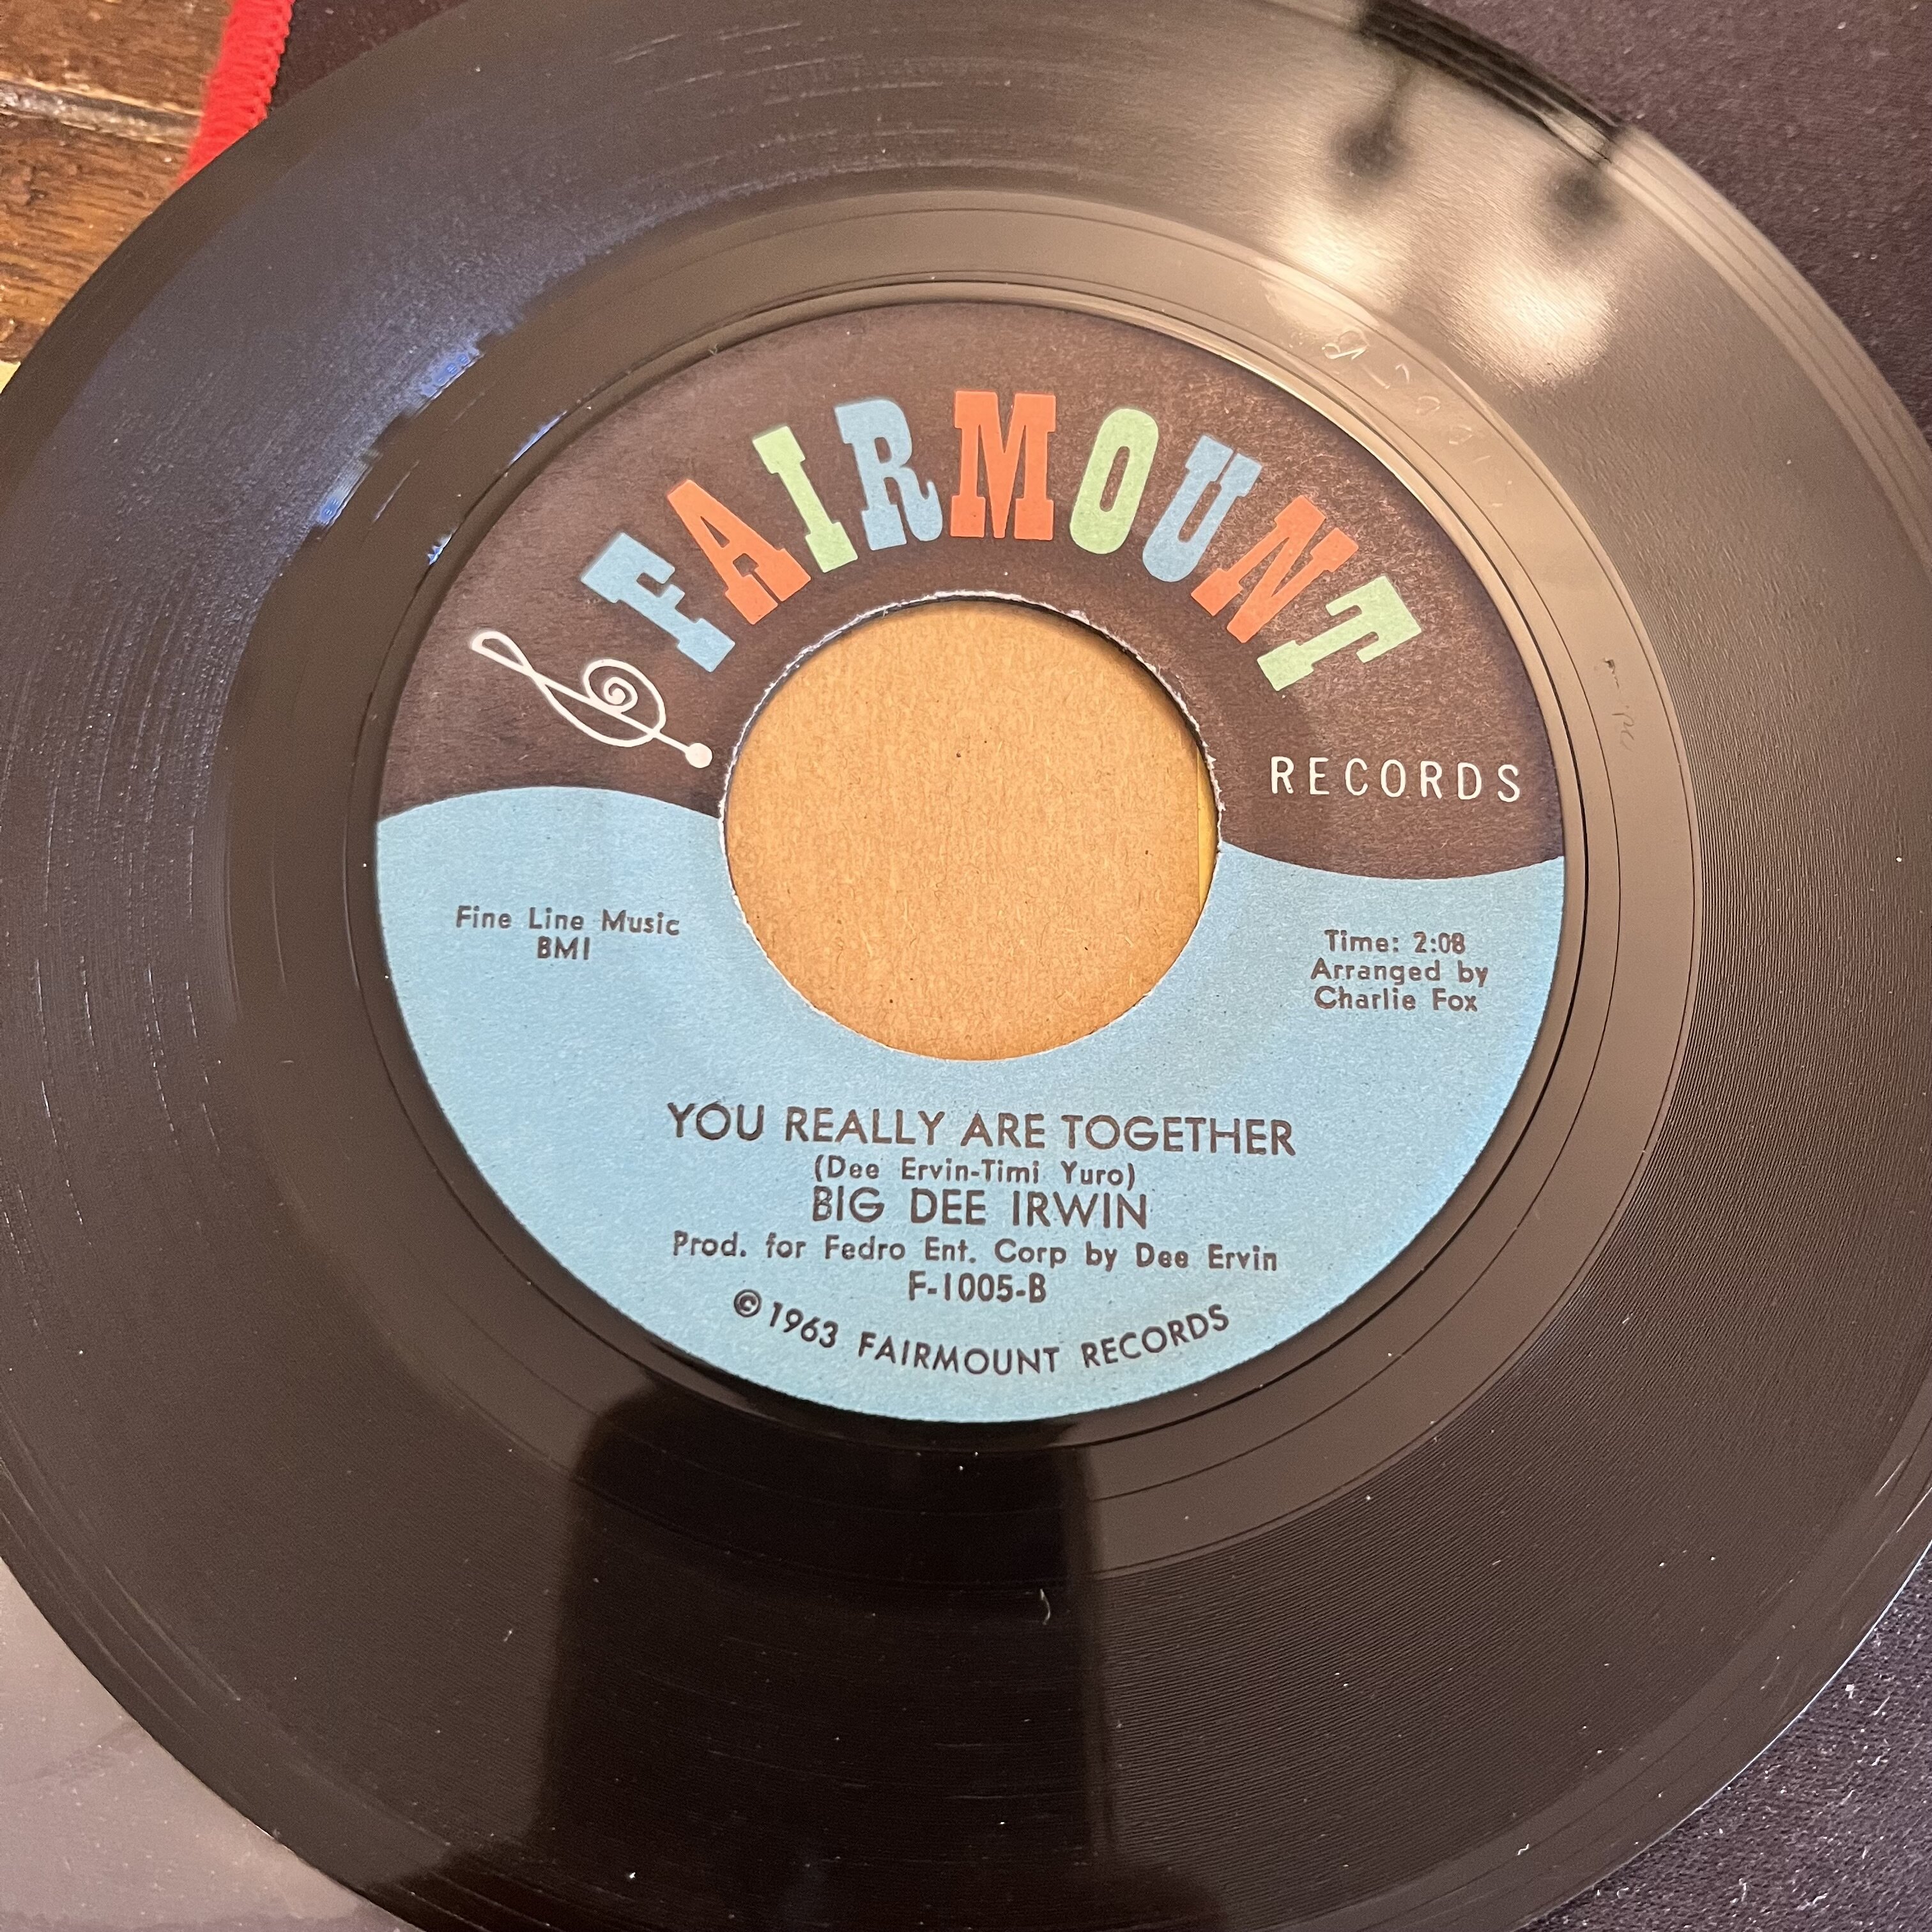 FAIRMOUNT
RECORDS
Fine Line Music
BMI
Time: 2:08
Arranged by
Charlie Fox
YOU REALLY ARE TOGETHER
(Dee Ervin-Timi Yuro)
BIG DEE IRWIN
Prod. for Fedro Ent. Corp by Dee Ervin
F-1005-B
© 1963 FAIRMOUNT RECORDS